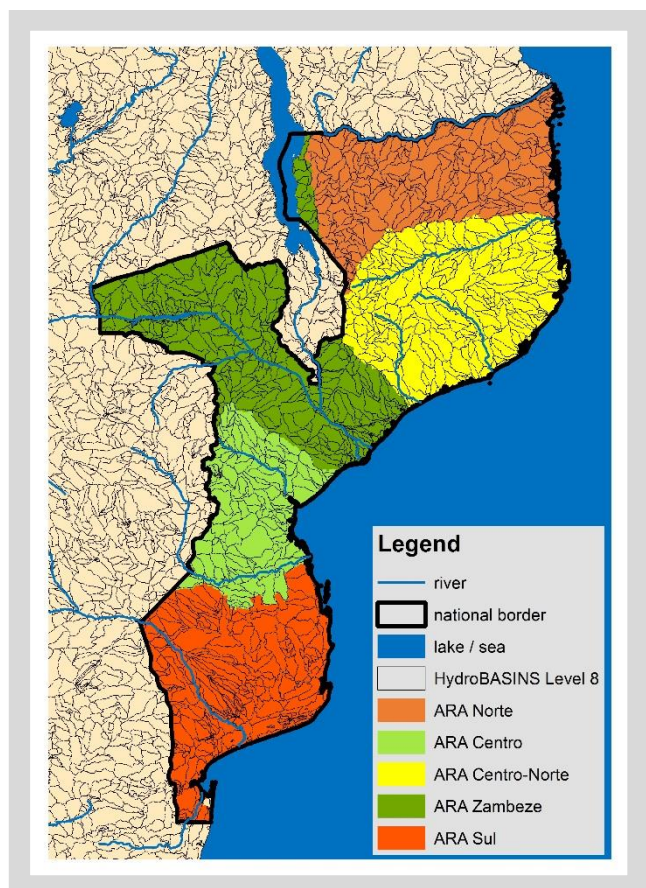 Legend
river
national border
lake / sea
HydroBASINS Level 8
ARA Norte
ARA Centro
ARA Centro-Norte
ARA Zambeze
ARA Sul